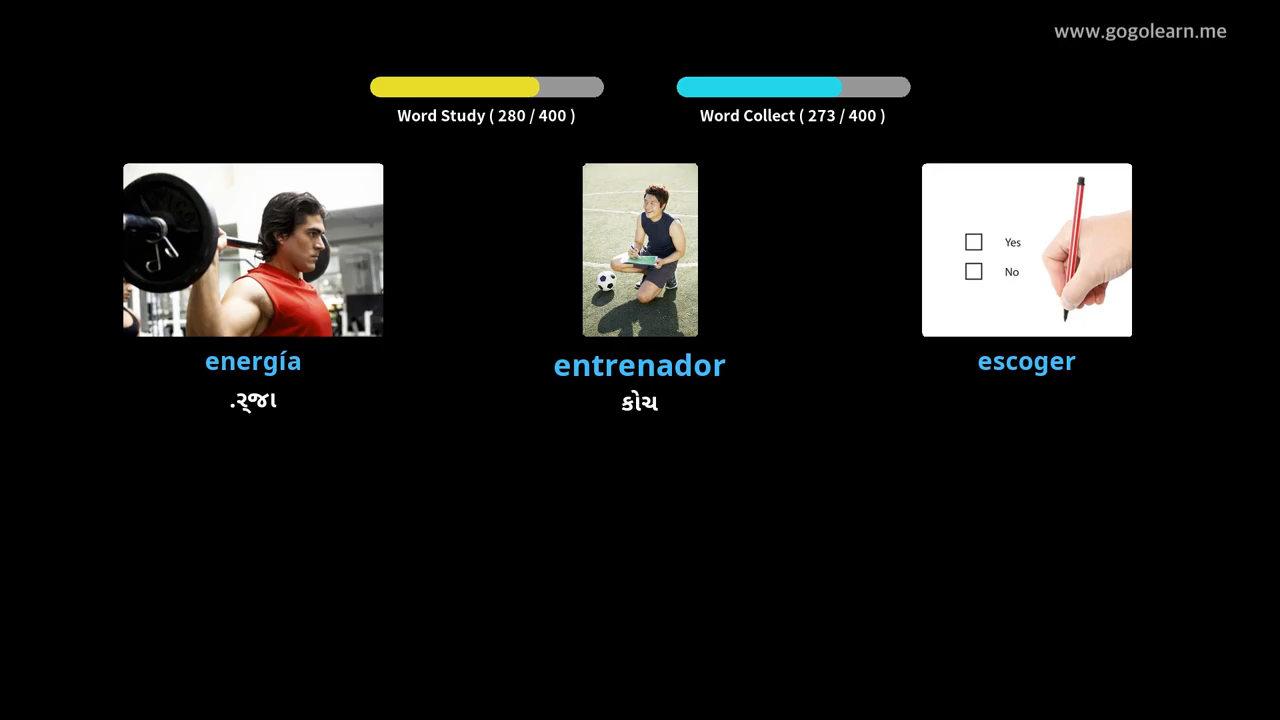 www.gogolearn.me
Word Study ( 280 / 400 )
Word Collect ( 273 / 400 )
Yes
No
energía
entrenador
escoger
.ર્જા
કોચ